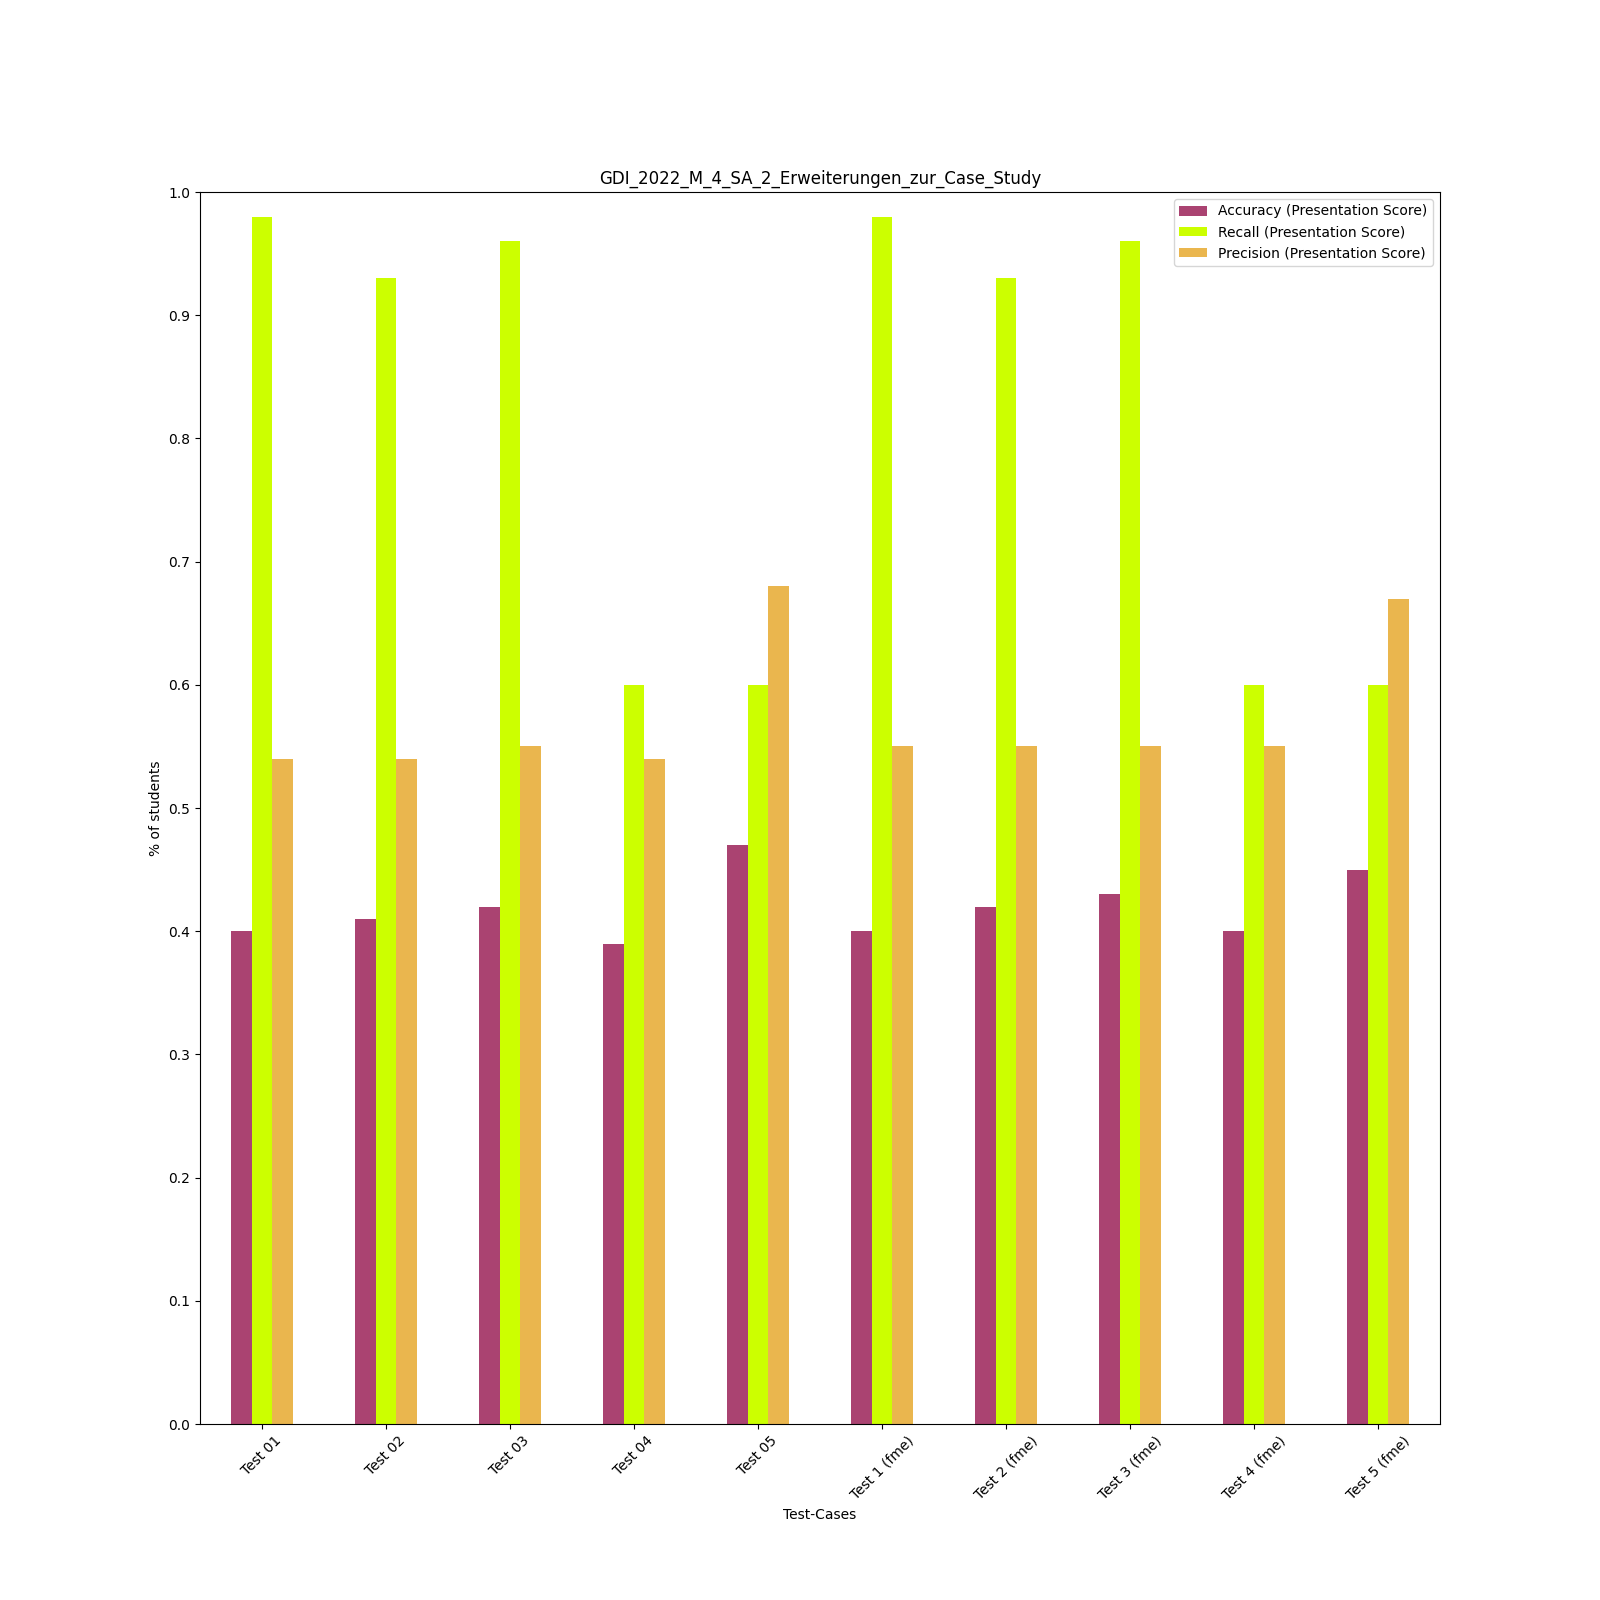 GDI_2022_M_4_SA_2_Erweiterungen_zur_Case_Study
Accuracy (Presentation Score)
Recall (Presentation Score)
Precision (Presentation Score)
1.0
0.9
0.8
0.7
0.6
0.5
0.4
0.3
0.2
0.1
0.0
% of students
Test 01
Test 02
Test 03
Test 04
Test 05
Test 1 (fme)
Test 2 (fme)
Test 3 (fme)
Test 4 (fme)
Test 5 (fme)
Test-Cases